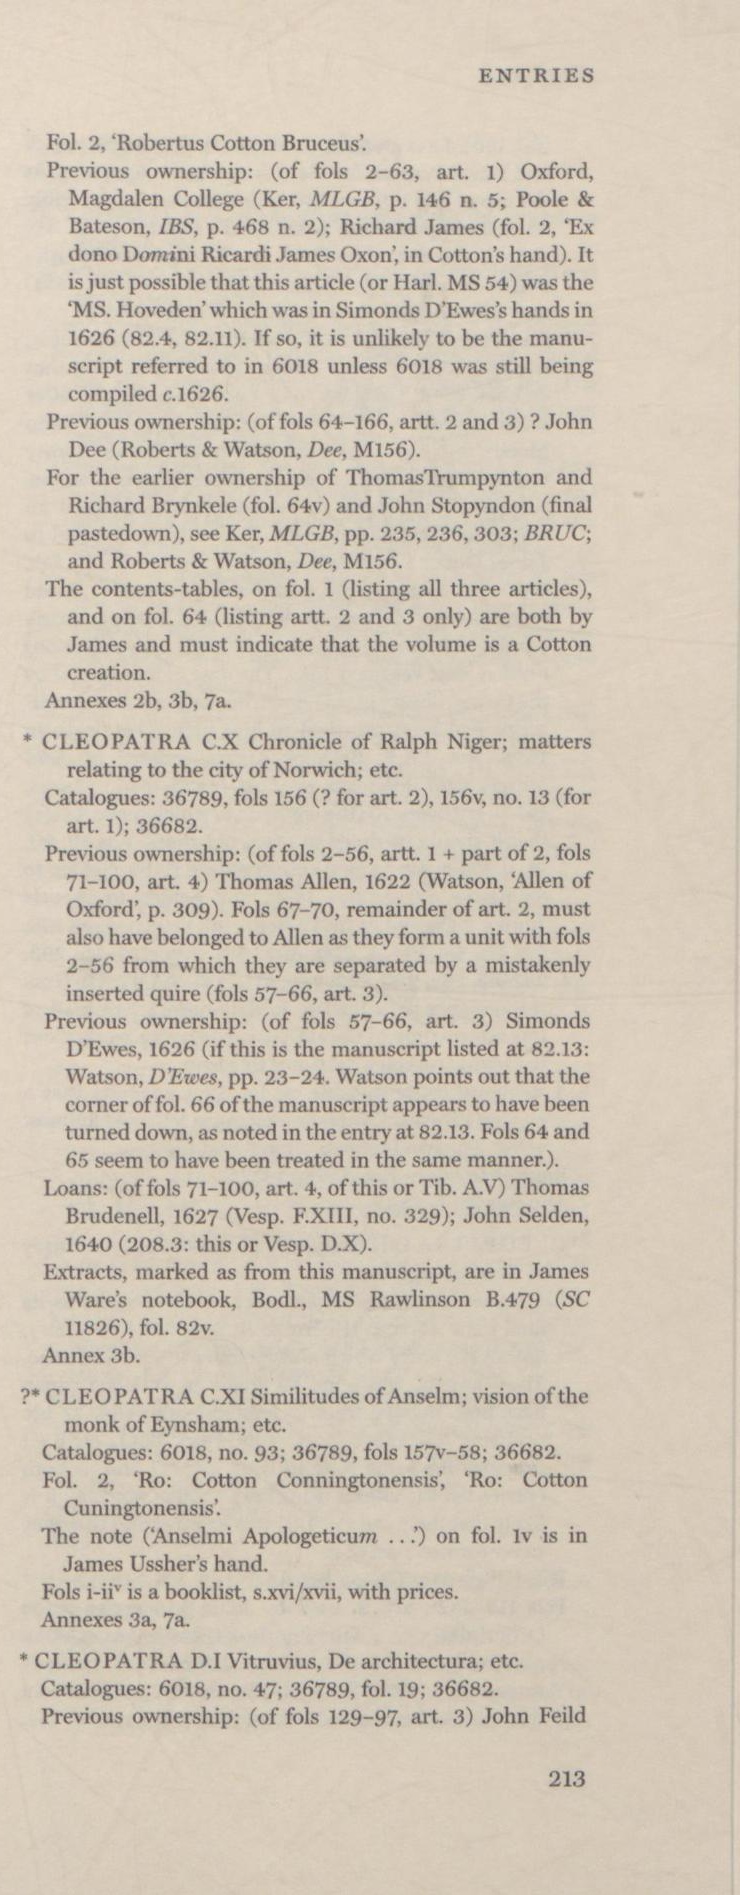 ENTRIES
Fol. 2, ‘Robertus Cotton Bruceus’.
Previous ownership: (of fols 2–63, art. 1) Oxford,
Magdalen College (Ker, MLGB, p. 146 n. 5; Poole &
Bateson, IBS, p. 468 n. 2); Richard James (fol. 2, ‘Ex
dono Domini Ricardi James Oxon’, in Cotton’s hand). It
is just possible that this article (or Harl. MS 54) was the
‘MS. Hoveden’ which was in Simonds D’Ewes’s hands in
1626 (82.4, 82.11). If so, it is unlikely to be the manu-
script referred to in 6018 unless 6018 was still being
compiled c.1626.
Previous ownership: (of fols 64–166, artt. 2 and 3) ? John
Dee (Roberts & Watson, Dee, M156).
For the earlier ownership of ThomasTrumpynton and
Richard Brynkele (fol. 64v) and John Stopyndon (final
pastedown), see Ker, MLGB, pp. 235, 236, 303; BRUC;
and Roberts & Watson, Dee, M156.
The contents-tables, on fol. 1 (listing all three articles),
and on fol. 64 (listing artt. 2 and 3 only) are both by
James and must indicate that the volume is a Cotton
creation.
Annexes 2b, 3b, 7a.
* CLEOPATRA C.X Chronicle of Ralph Niger; matters
relating to the city of Norwich; etc.
Catalogues: 36789, fols 156 (? for art. 2), 156v, no. 13 (for
art. 1); 36682.
Previous ownership: (of fols 2–56, artt. 1 + part of 2, fols
71–100, art. 4) Thomas Allen, 1622 (Watson, ‘Allen of
Oxford’, p. 309). Fols 67–70, remainder of art. 2, must
also have belonged to Allen as they form a unit with fols
2–56 from which they are separated by a mistakenly
inserted quire (fols 57–66, art. 3).
Previous ownership: (of fols 57–66, art. 3) Simonds
D’Ewes, 1626 (if this is the manuscript listed at 82.13:
Watson, D’Ewes, pp. 23–24. Watson points out that the
corner of fol. 66 of the manuscript appears to have been
turned down, as noted in the entry at 82.13. Fols 64 and
65 seem to have been treated in the same manner.).
Loans: (of fols 71–100, art. 4, of this or Tib. A.V) Thomas
Brudenell, 1627 (Vesp. F.XIII, no. 329); John Selden,
1640 (208.3: this or Vesp. D.X).
Extracts, marked as from this manuscript, are in James
Ware’s notebook, Bodl., MS Rawlinson B.479 (SC
11826), fol. 82v.
Annex 3b.
?* CLEOPATRA C.XI Similitudes of Anselm; vision of the
monk of Eynsham; etc.
Catalogues: 6018, no. 93; 36789, fols 157v–58; 36682.
Fol. 2, ‘Ro: Cotton Conningtonensis’, ‘Ro: Cotton
Cuningtonensis’.
The note (‘Anselmi Apologeticum ...’) on fol. 1v is in
James Ussher’s hand.
Fols i-iiᵛ is a booklist, s.xvi/xvii, with prices.
Annexes 3a, 7a.
* CLEOPATRA D.I Vitruvius, De architectura; etc.
Catalogues: 6018, no. 47; 36789, fol. 19; 36682.
Previous ownership: (of fols 129–97, art. 3) John Feild
213